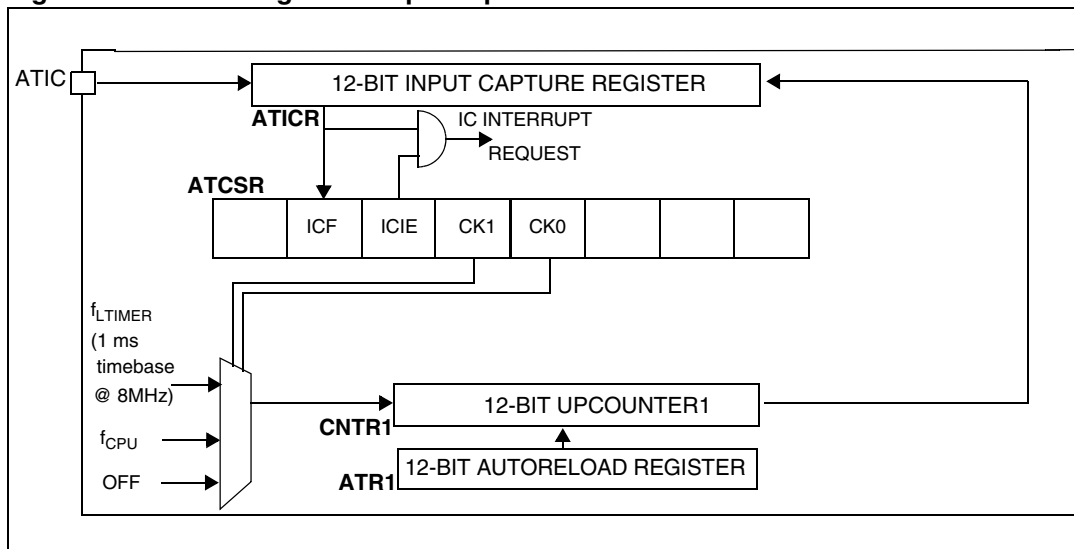 ATIC
12-BIT INPUT CAPTURE REGISTER
ATICR
IC INTERRUPT
REQUEST
ATCSR
ICF
ICIE
CK1
CK0
fLTIMER
(1 ms
timebase
@ 8MHz)
fCPU
OFF
12-BIT UPCOUNTER1
CNTR1
12-BIT AUTORELOAD REGISTER
ATR1